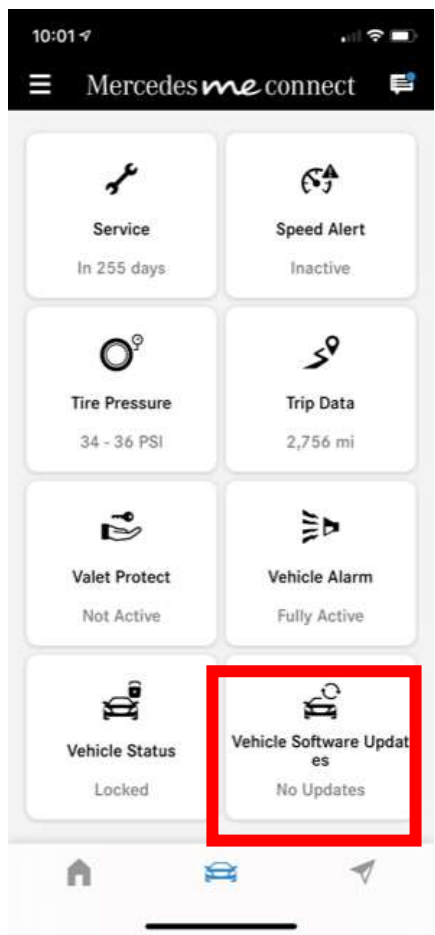 10:01
Mercedes me connect
Service
In 255 days
Speed Alert
Inactive
Tire Pressure
34 - 36 PSI
Trip Data
2,756 mi
Valet Protect
Not Active
Vehicle Alarm
Fully Active
Vehicle Status
Locked
Vehicle Software Updat
es
No Updates